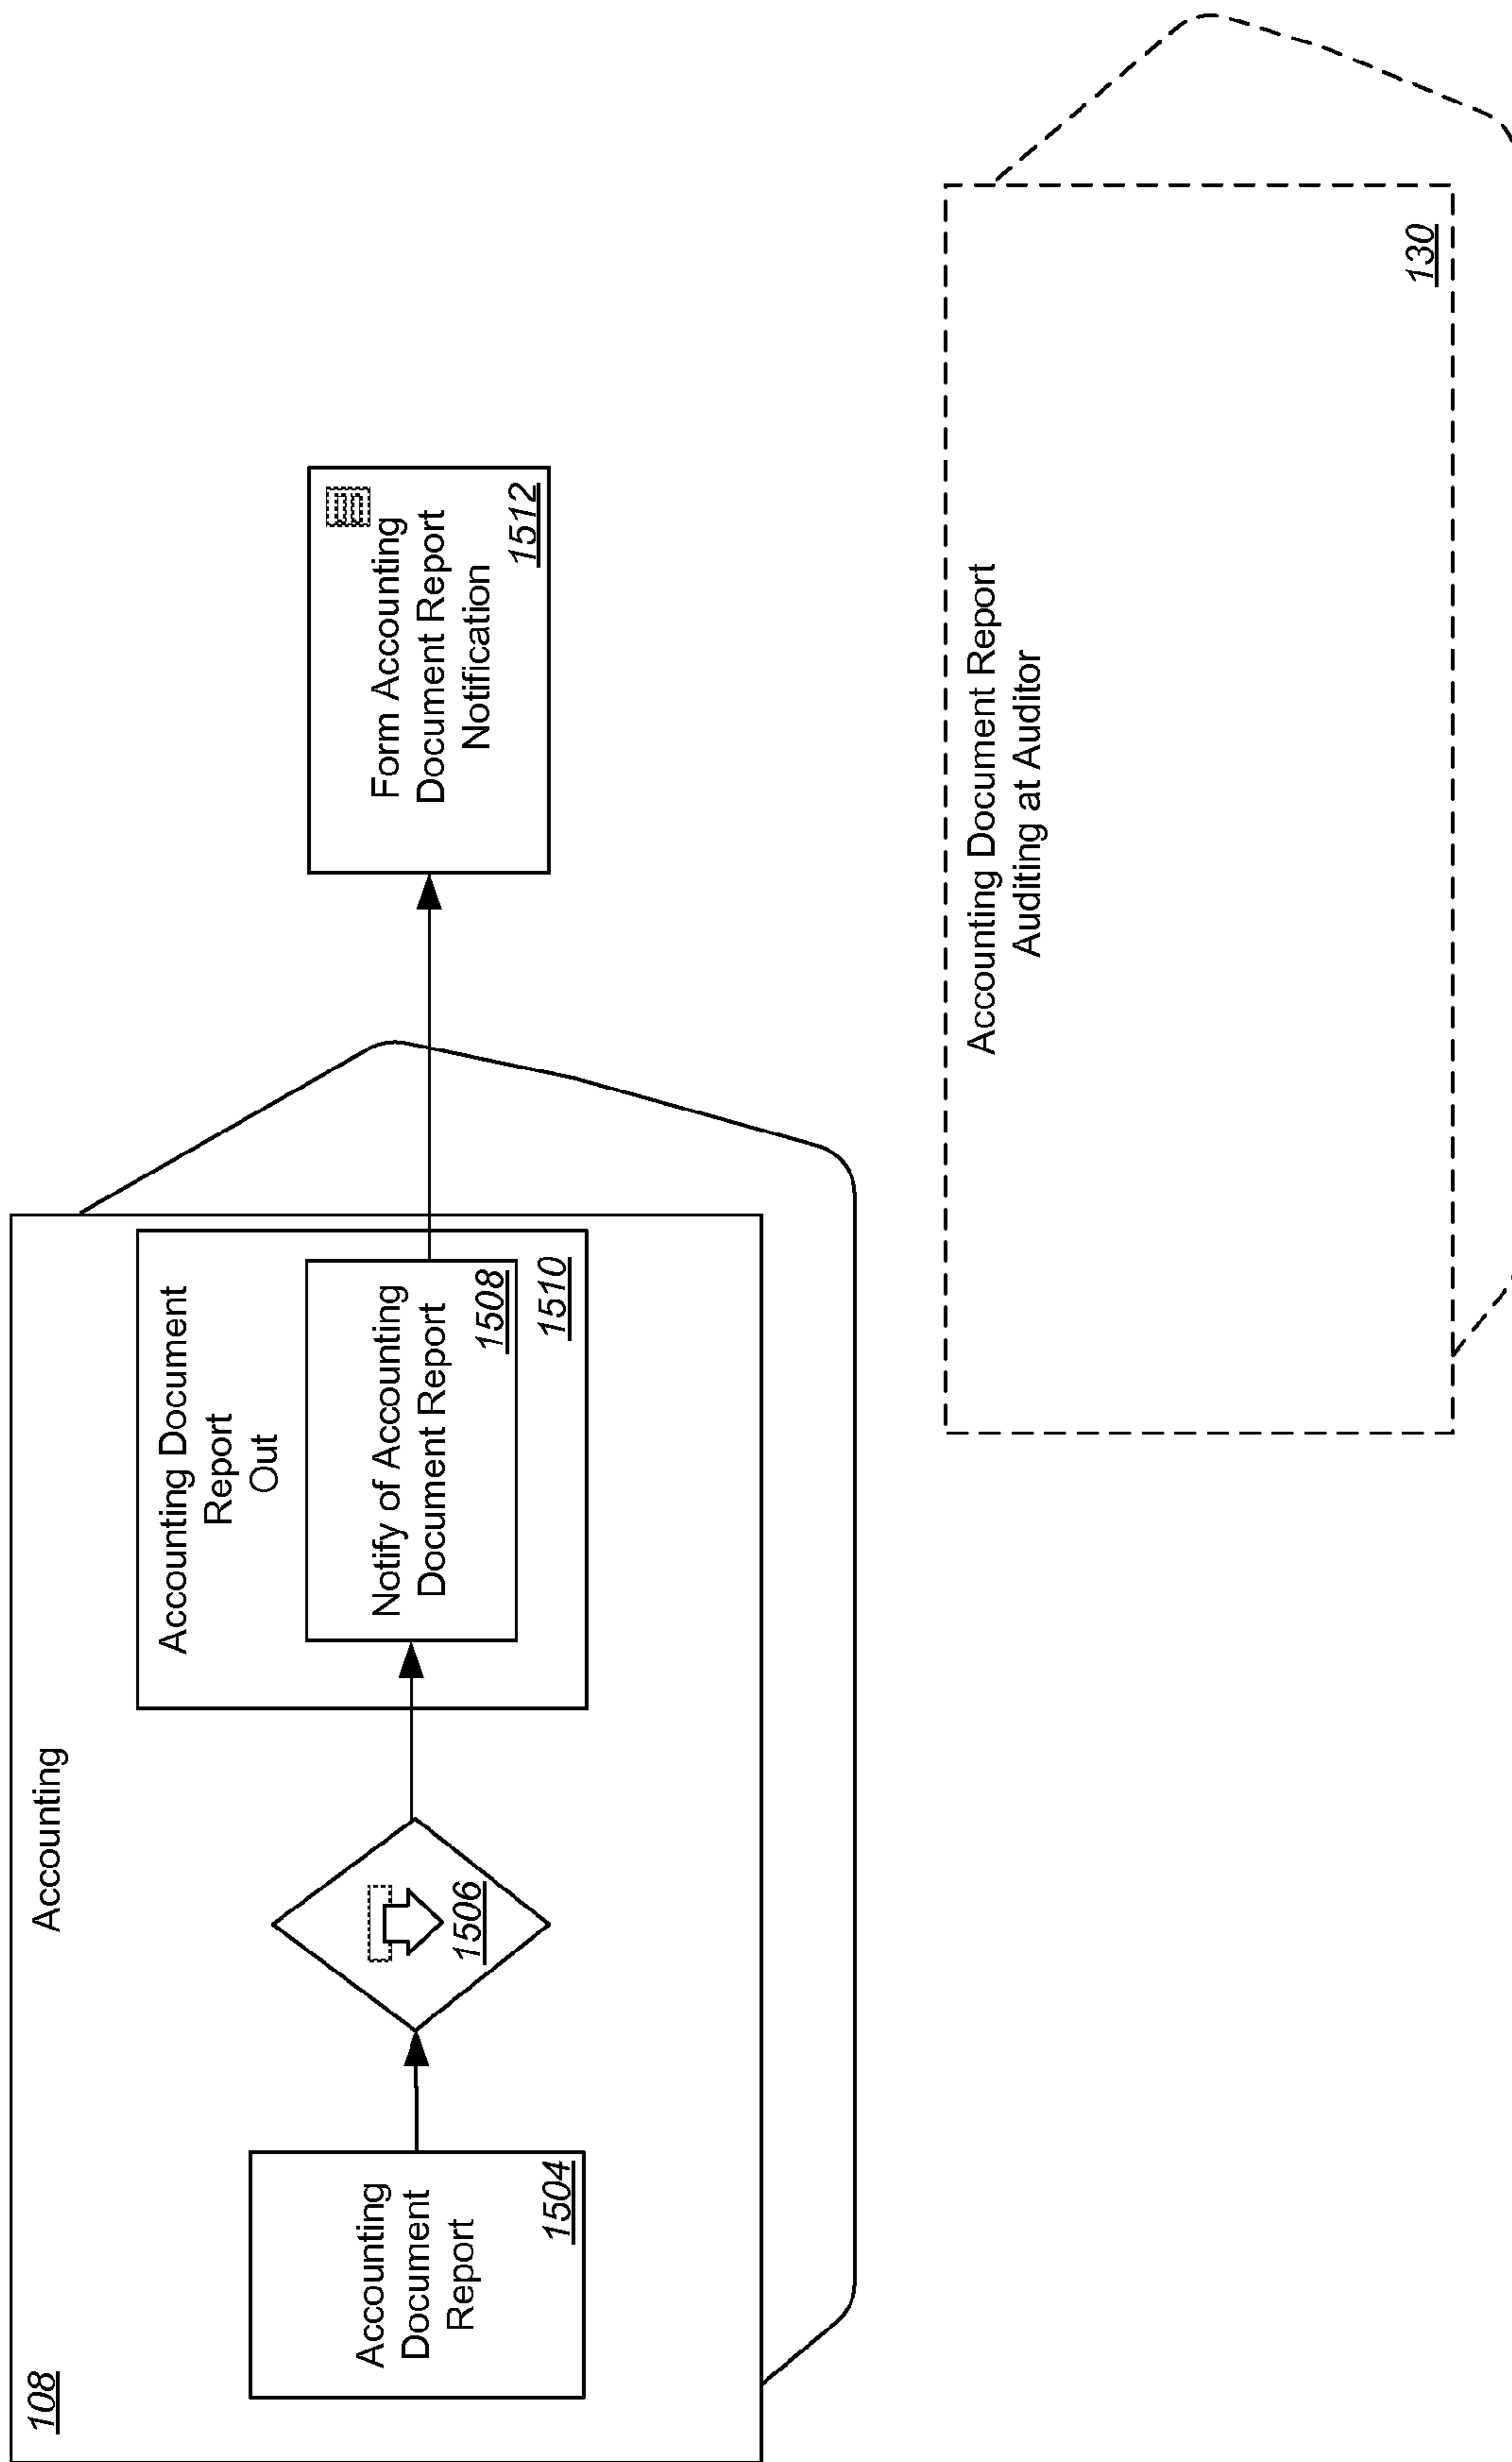 108
Accounting
Accounting
Document
Report
1504
1506
Accounting Document
Report
Out
Notify of Accounting
Document Report
1508
1510
Form Accounting
Document Report
Notification
1512
Accounting Document Report
Auditing at Auditor
130